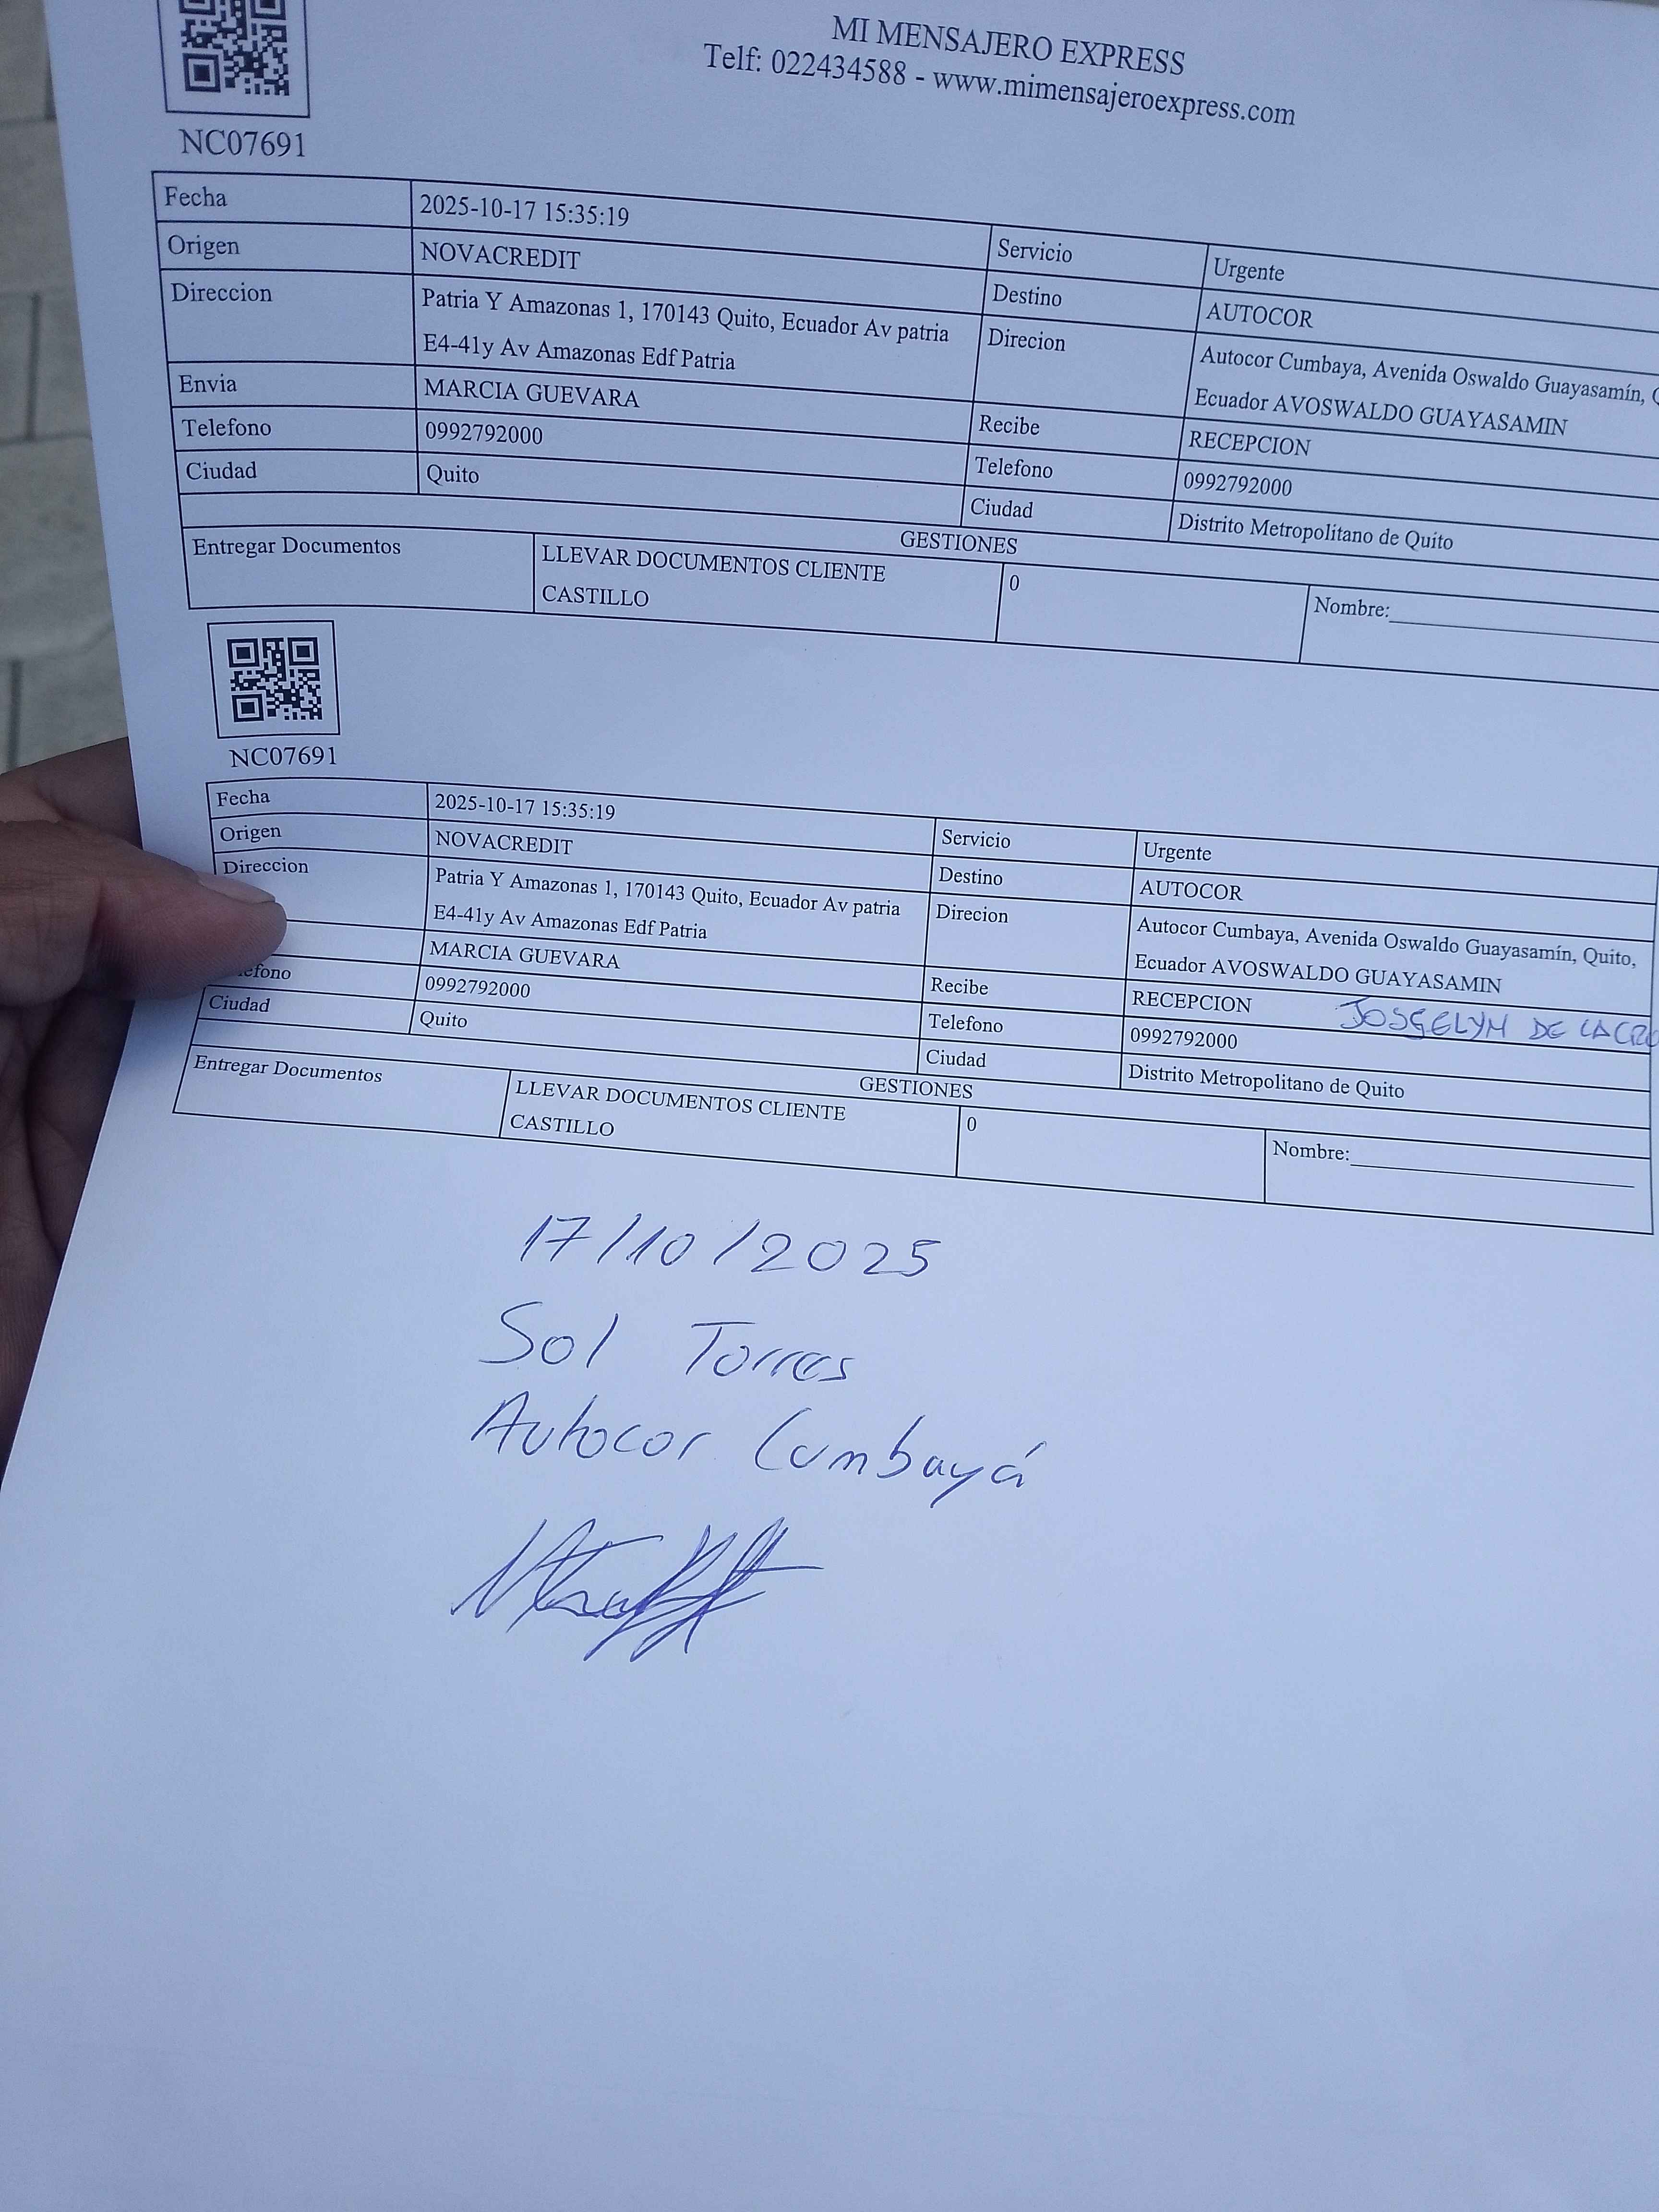 MI MENSAJERO EXPRESS
Telf: 022434588 - www.mimensajeroexpress.com
NC07691
Fecha 2025-10-17 15:35:19 Servicio Urgente
Origen NOVACREDIT Destino AUTOCOR
Direccion Patria Y Amazonas 1, 170143 Quito, Ecuador Av patria Direcion Autocor Cumbaya, Avenida Oswaldo Guayasamín,
E4-41y Av Amazonas Edf Patria Ecuador AVOSWALDO GUAYASAMIN
Envia MARCIA GUEVARA Recibe RECEPCION
Telefono 0992792000 Telefono 0992792000
Ciudad Quito Ciudad Distrito Metropolitano de Quito
GESTIONES
Entregar Documentos LLEVAR DOCUMENTOS CLIENTE 0 Nombre:
CASTILLO
NC07691
Fecha 2025-10-17 15:35:19 Servicio Urgente
Origen NOVACREDIT Destino AUTOCOR
Direccion Patria Y Amazonas 1, 170143 Quito, Ecuador Av patria Direcion Autocor Cumbaya, Avenida Oswaldo Guayasamín, Quito,
E4-41y Av Amazonas Edf Patria Ecuador AVOSWALDO GUAYASAMIN
MARCIA GUEVARA Recibe RECEPCION DE LA
efono 0992792000 Telefono 0992792000
Ciudad Quito Ciudad Distrito Metropolitano de Quito
GESTIONES
Entregar Documentos LLEVAR DOCUMENTOS CLIENTE 0 Nombre:
CASTILLO
17/10/2025
Sol Torres
Autocor Cumbayá